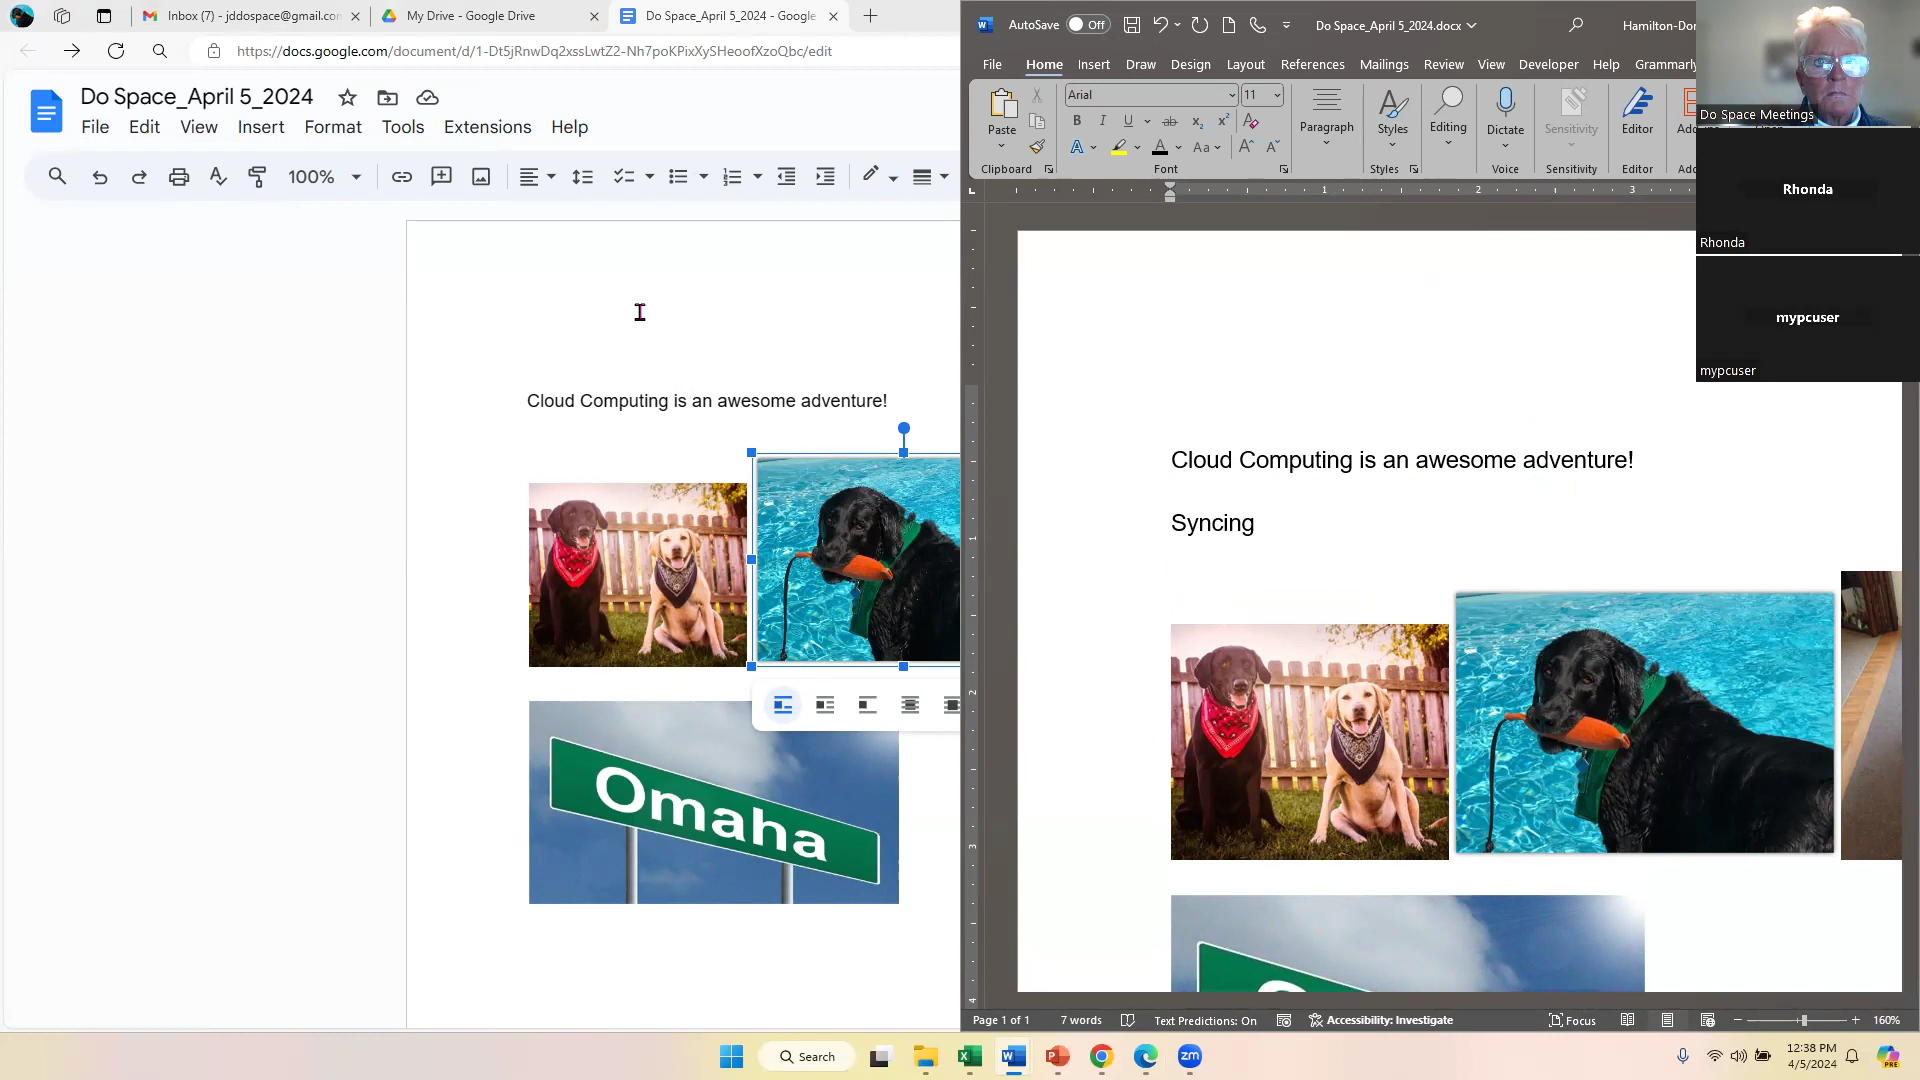 Inbox (7) - jddospace@gmail.con
My Drive - Google Drive
Do Space_April 5_2024 - Google
https://docs.google.com/document/d/1-Dt5jRnwDq2xssLwtZ2-Nh7poKPixXySHeoofXzoQbc/edit
Do Space_April 5_2024
File Edit View Insert Format Tools Extensions Help
100%
Cloud Computing is an awesome adventure!
Omaha
AutoSave Off
Do Space_April 5_2024.docx
Hamilton-Dor
File Home Insert Draw Design Layout References Mailings Review View Developer Help Grammarly
Arial 11
Paste
Paragraph
Styles
Editing
Dictate
Sensitivity
Editor
Clipboard
Font
Styles
Voice
Sensitivity
Cloud Computing is an awesome adventure!
Syncing
Page 1 of 1 7 words Text Predictions: On Accessibility: Investigate Focus 160%
Do Space Meetings
Rhonda
Rhonda
mypcuser
mypcuser
Search
12:38 PM
4/5/2024